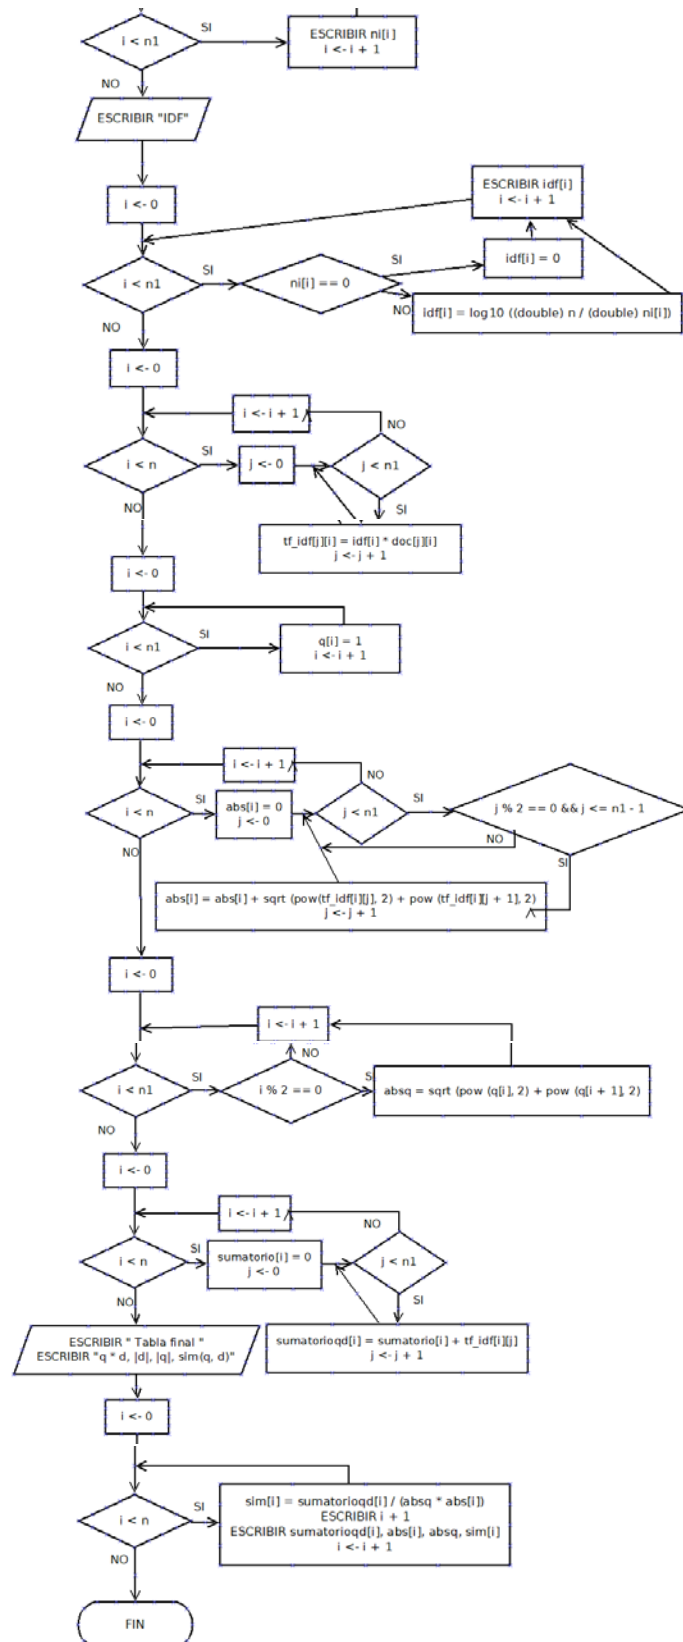 i < n1
SI
ESCRIBIR ni[i]
i <- i + 1
NO
ESCRIBIR "IDF"
i <- 0
ESCRIBIR idf[i]
i <- i + 1
i < n1
SI
ni[i] == 0
SI
idf[i] = 0
NO
idf[i] = log10 ((double) n / (double) ni[i])
NO
i <- 0
i <- i + 1
NO
i < n
SI
j <- 0
j < n1
NO
SI
tf_idf[j][i] = idf[i] * doc[j][i]
j <- j + 1
i <- 0
i < n1
SI
q[i] = 1
i <- i + 1
NO
i <- 0
i <- i + 1
NO
i < n
SI
abs[i] = 0
j <- 0
j < n1
SI
j % 2 == 0 && j <= n1 - 1
NO
NO
SI
abs[i] = abs[i] + sqrt (pow(tf_idf[i][j], 2) + pow (tf_idf[i][j + 1], 2)
j <- j + 1
i <- 0
i <- i + 1
NO
i < n1
SI
i % 2 == 0
S
absq = sqrt (pow (q[i], 2) + pow (q[i + 1], 2)
NO
i <- 0
i <- i + 1
NO
i < n
SI
sumatorio[i] = 0
j <- 0
j < n1
NO
SI
ESCRIBIR " Tabla final "
ESCRIBIR "q * d, |d|, |q|, sim(q, d)"
sumatorioqd[i] = sumatorio[i] + tf_idf[i][j]
j <- j + 1
i <- 0
i < n
SI
sim[i] = sumatorioqd[i] / (absq * abs[i])
ESCRIBIR i + 1
ESCRIBIR sumatorioqd[i], abs[i], absq, sim[i]
i <- i + 1
NO
FIN